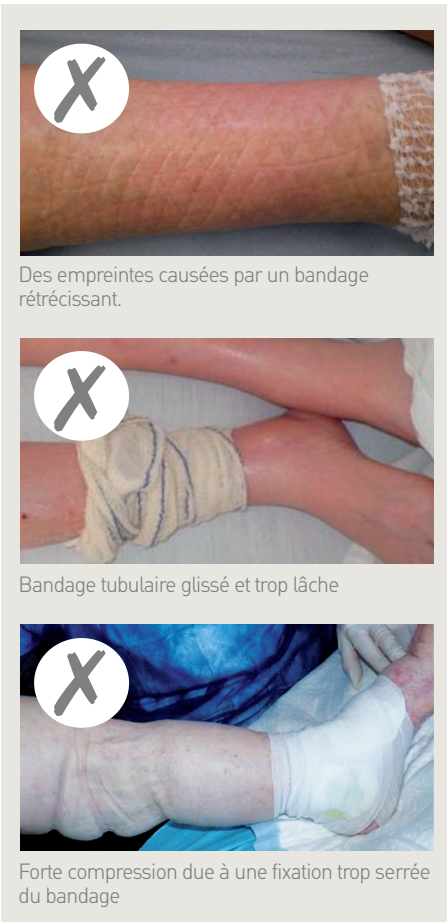 Des empreintes causées par un bandage
rétrécissant.
Bandage tubulaire glissé et trop lâche
Forte compression due à une fixation trop serrée
du bandage